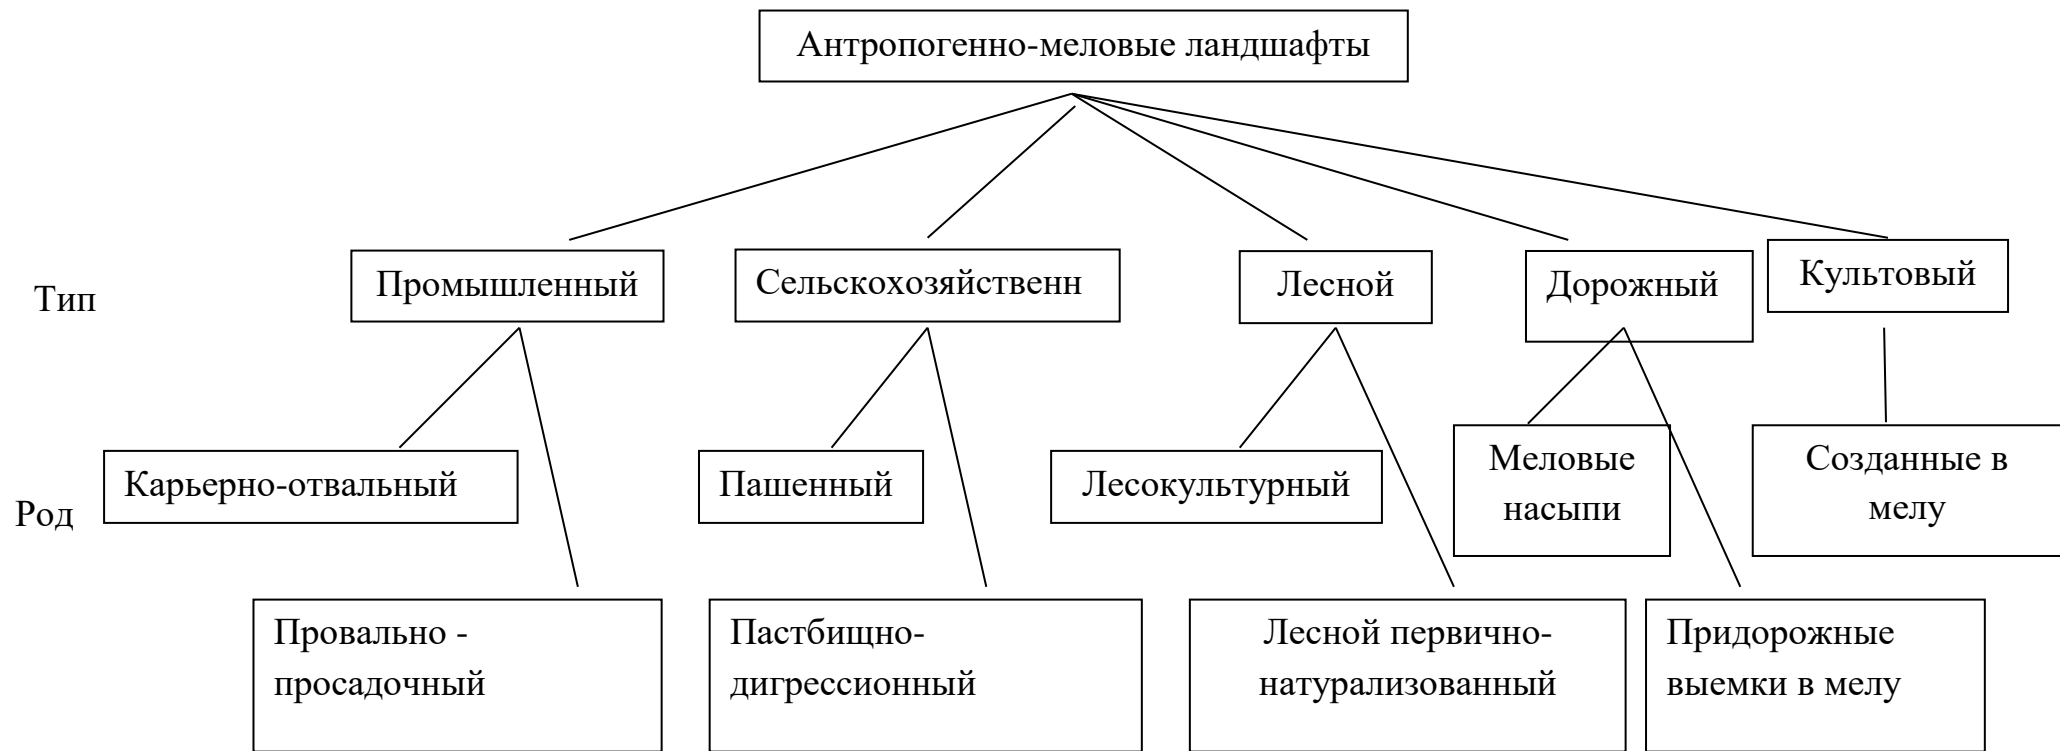 Антропогенно-меловые ландшафты
Тип
Промышленный
Сельскохозяйственн
Лесной
Дорожный
Культовый
Род
Карьерно-отвальный
Пашенный
Лесокультурный
Меловые
насыпи
Созданные в
мелу
Провально -
просадочный
Пастбищно-
дигрессионный
Лесной первично-
натурализованный
Придорожные
выемки в мелу